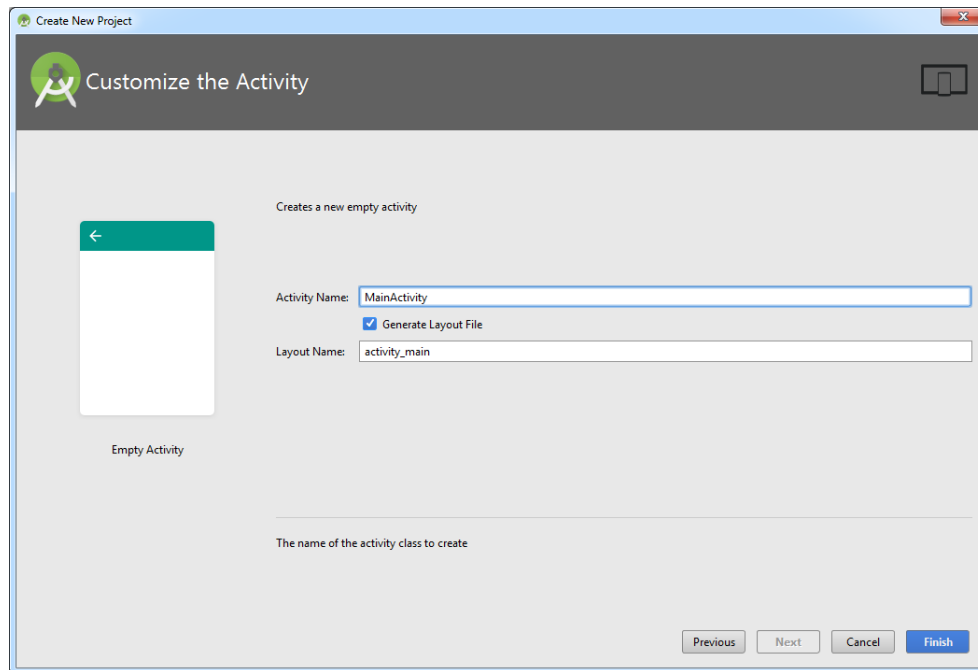 Create New Project
Customize the Activity
Creates a new empty activity
Activity Name: MainActivity
Generate Layout File
Layout Name: activity_main
Empty Activity
The name of the activity class to create
Previous Next Cancel Finish